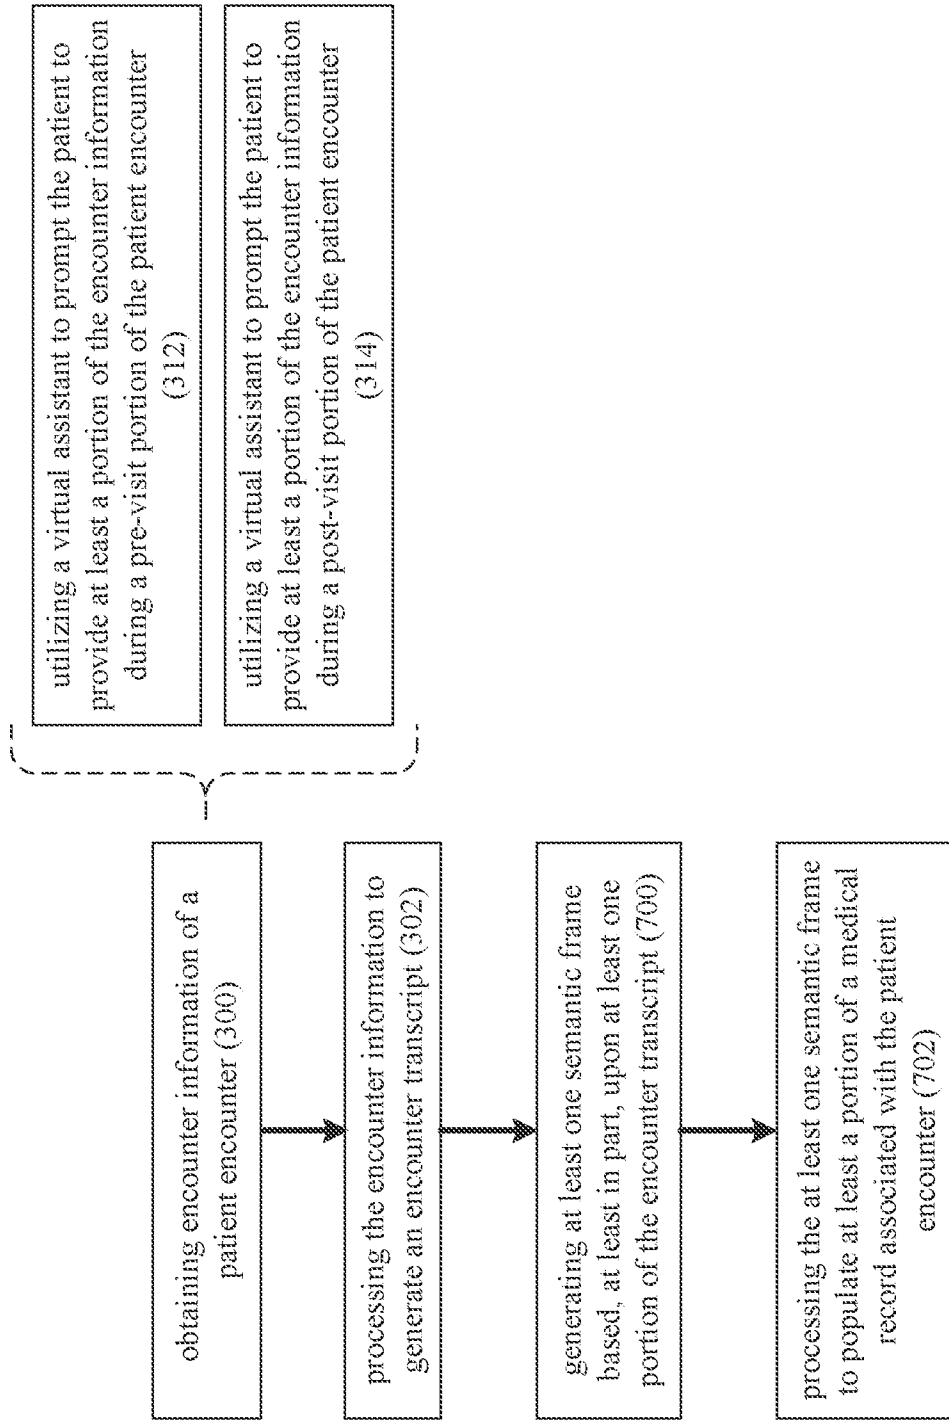 obtaining encounter information of a
patient encounter (300)
processing the encounter information to
generate an encounter transcript (302)
generating at least one semantic frame
based, at least in part, upon at least one
portion of the encounter transcript (700)
processing the at least one semantic frame
to populate at least a portion of a medical
record associated with the patient
encounter (702)
utilizing a virtual assistant to prompt the patient to
provide at least a portion of the encounter information
during a pre-visit portion of the patient encounter
(312)
utilizing a virtual assistant to prompt the patient to
provide at least a portion of the encounter information
during a post-visit portion of the patient encounter
(314)